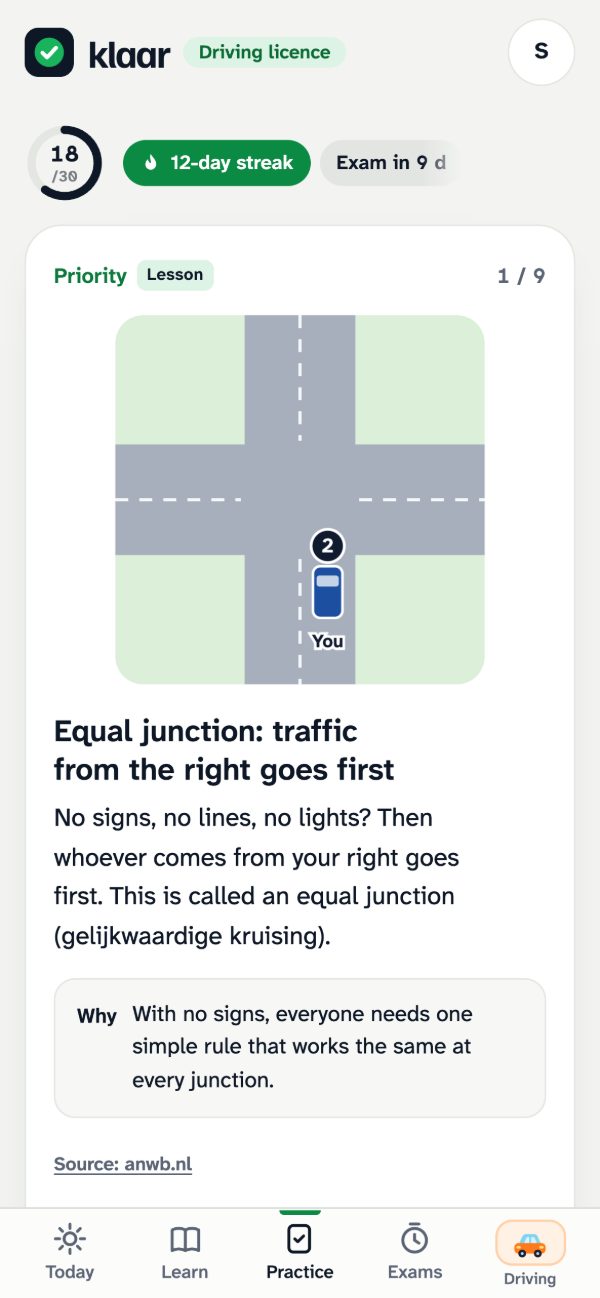 klaar
Driving licence
S
18
/30
12-day streak
Exam in 9 d
Priority
Lesson
1 / 9
2
You
Equal junction: traffic
from the right goes first
No signs, no lines, no lights? Then
whoever comes from your right goes
first. This is called an equal junction
(gelijkwaardige kruising).
Why
With no signs, everyone needs one
simple rule that works the same at
every junction.
Source: anwb.nl
Today
Learn
Practice
Exams
Driving